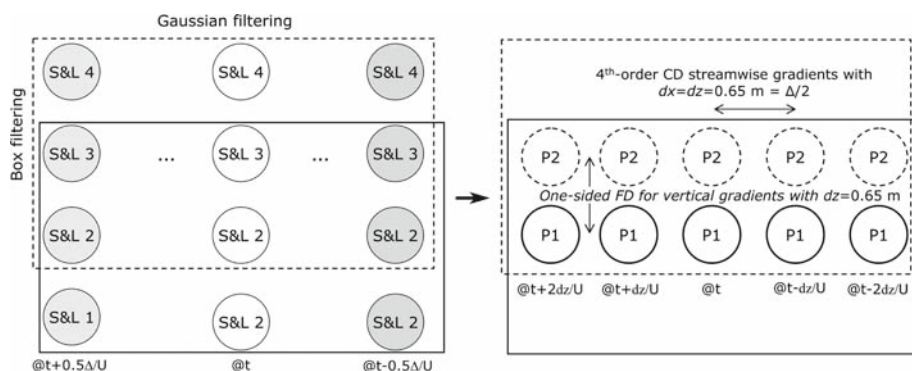 Gaussian filtering
Box filtering
S&L 4 S&L 4 S&L 4
S&L 3 ... S&L 3 ... S&L 3
S&L 2 S&L 2 S&L 2
S&L 1 S&L 2 S&L 2
@t+0.5Δ/U @t @t-0.5Δ/U
4th-order CD streamwise gradients with
dx=dz=0.65 m = Δ/2
P2 P2 P2 P2 P2
One-sided FD for vertical gradients with dz=0.65 m
P1 P1 P1 P1 P1
@t+2dz/U @t+dz/U @t @t-dz/U @t-2dz/U